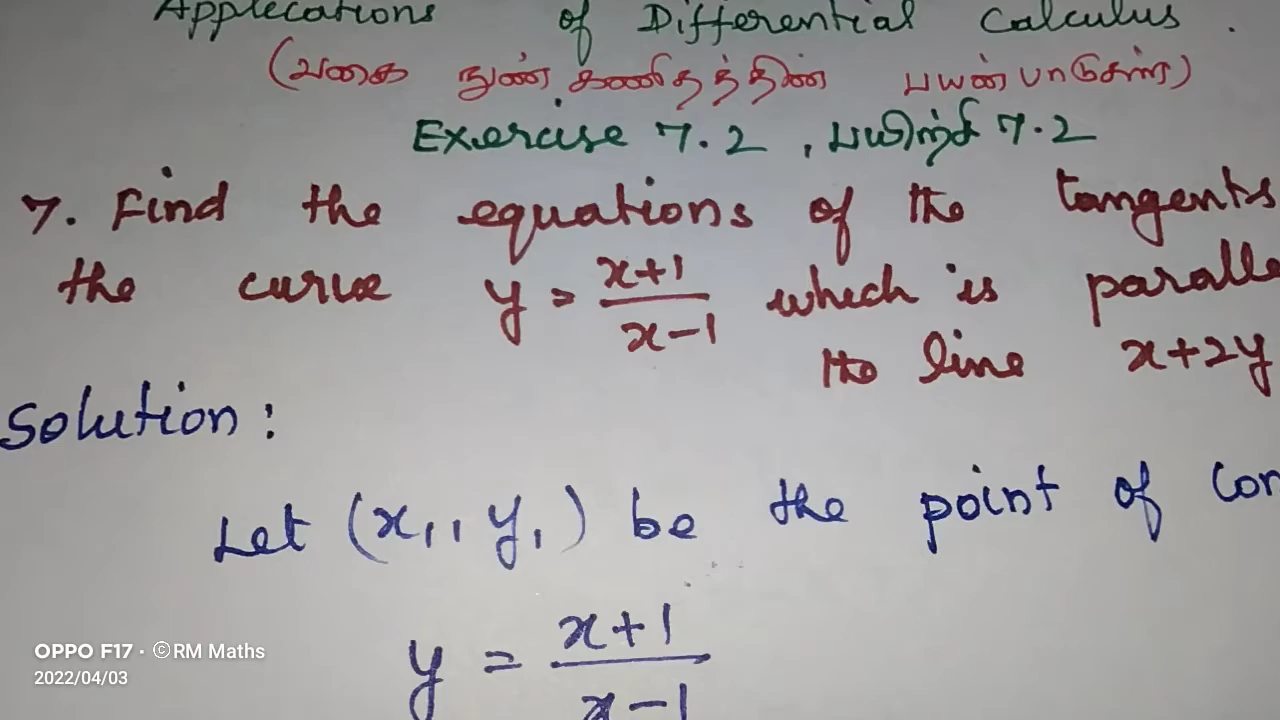 Applications of Differential Calculus.
(வகை நுண்கணிதத்தின் பயன்பாடுகள்)
Exercise 7.2, பயிற்சி 7.2
7. Find the equations of the tangents
the curve y = x+1 / x-1 which is paralle
the line x+2y
Solution:
Let (x₁, y₁) be the point of con
y = x+1 / x-1
OPPO F17 · ©RM Maths
2022/04/03